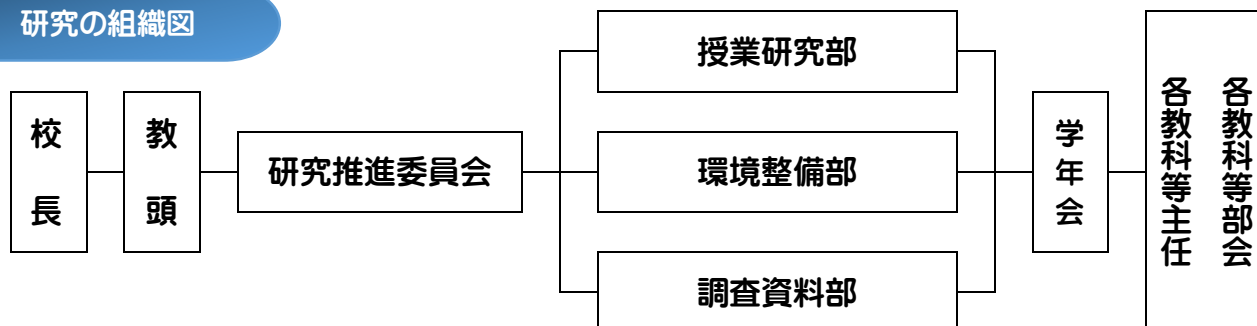 研究の組織図
校長
教頭
研究推進委員会
授業研究部
環境整備部
調査資料部
学年会
各教科等部会
各教科等主任